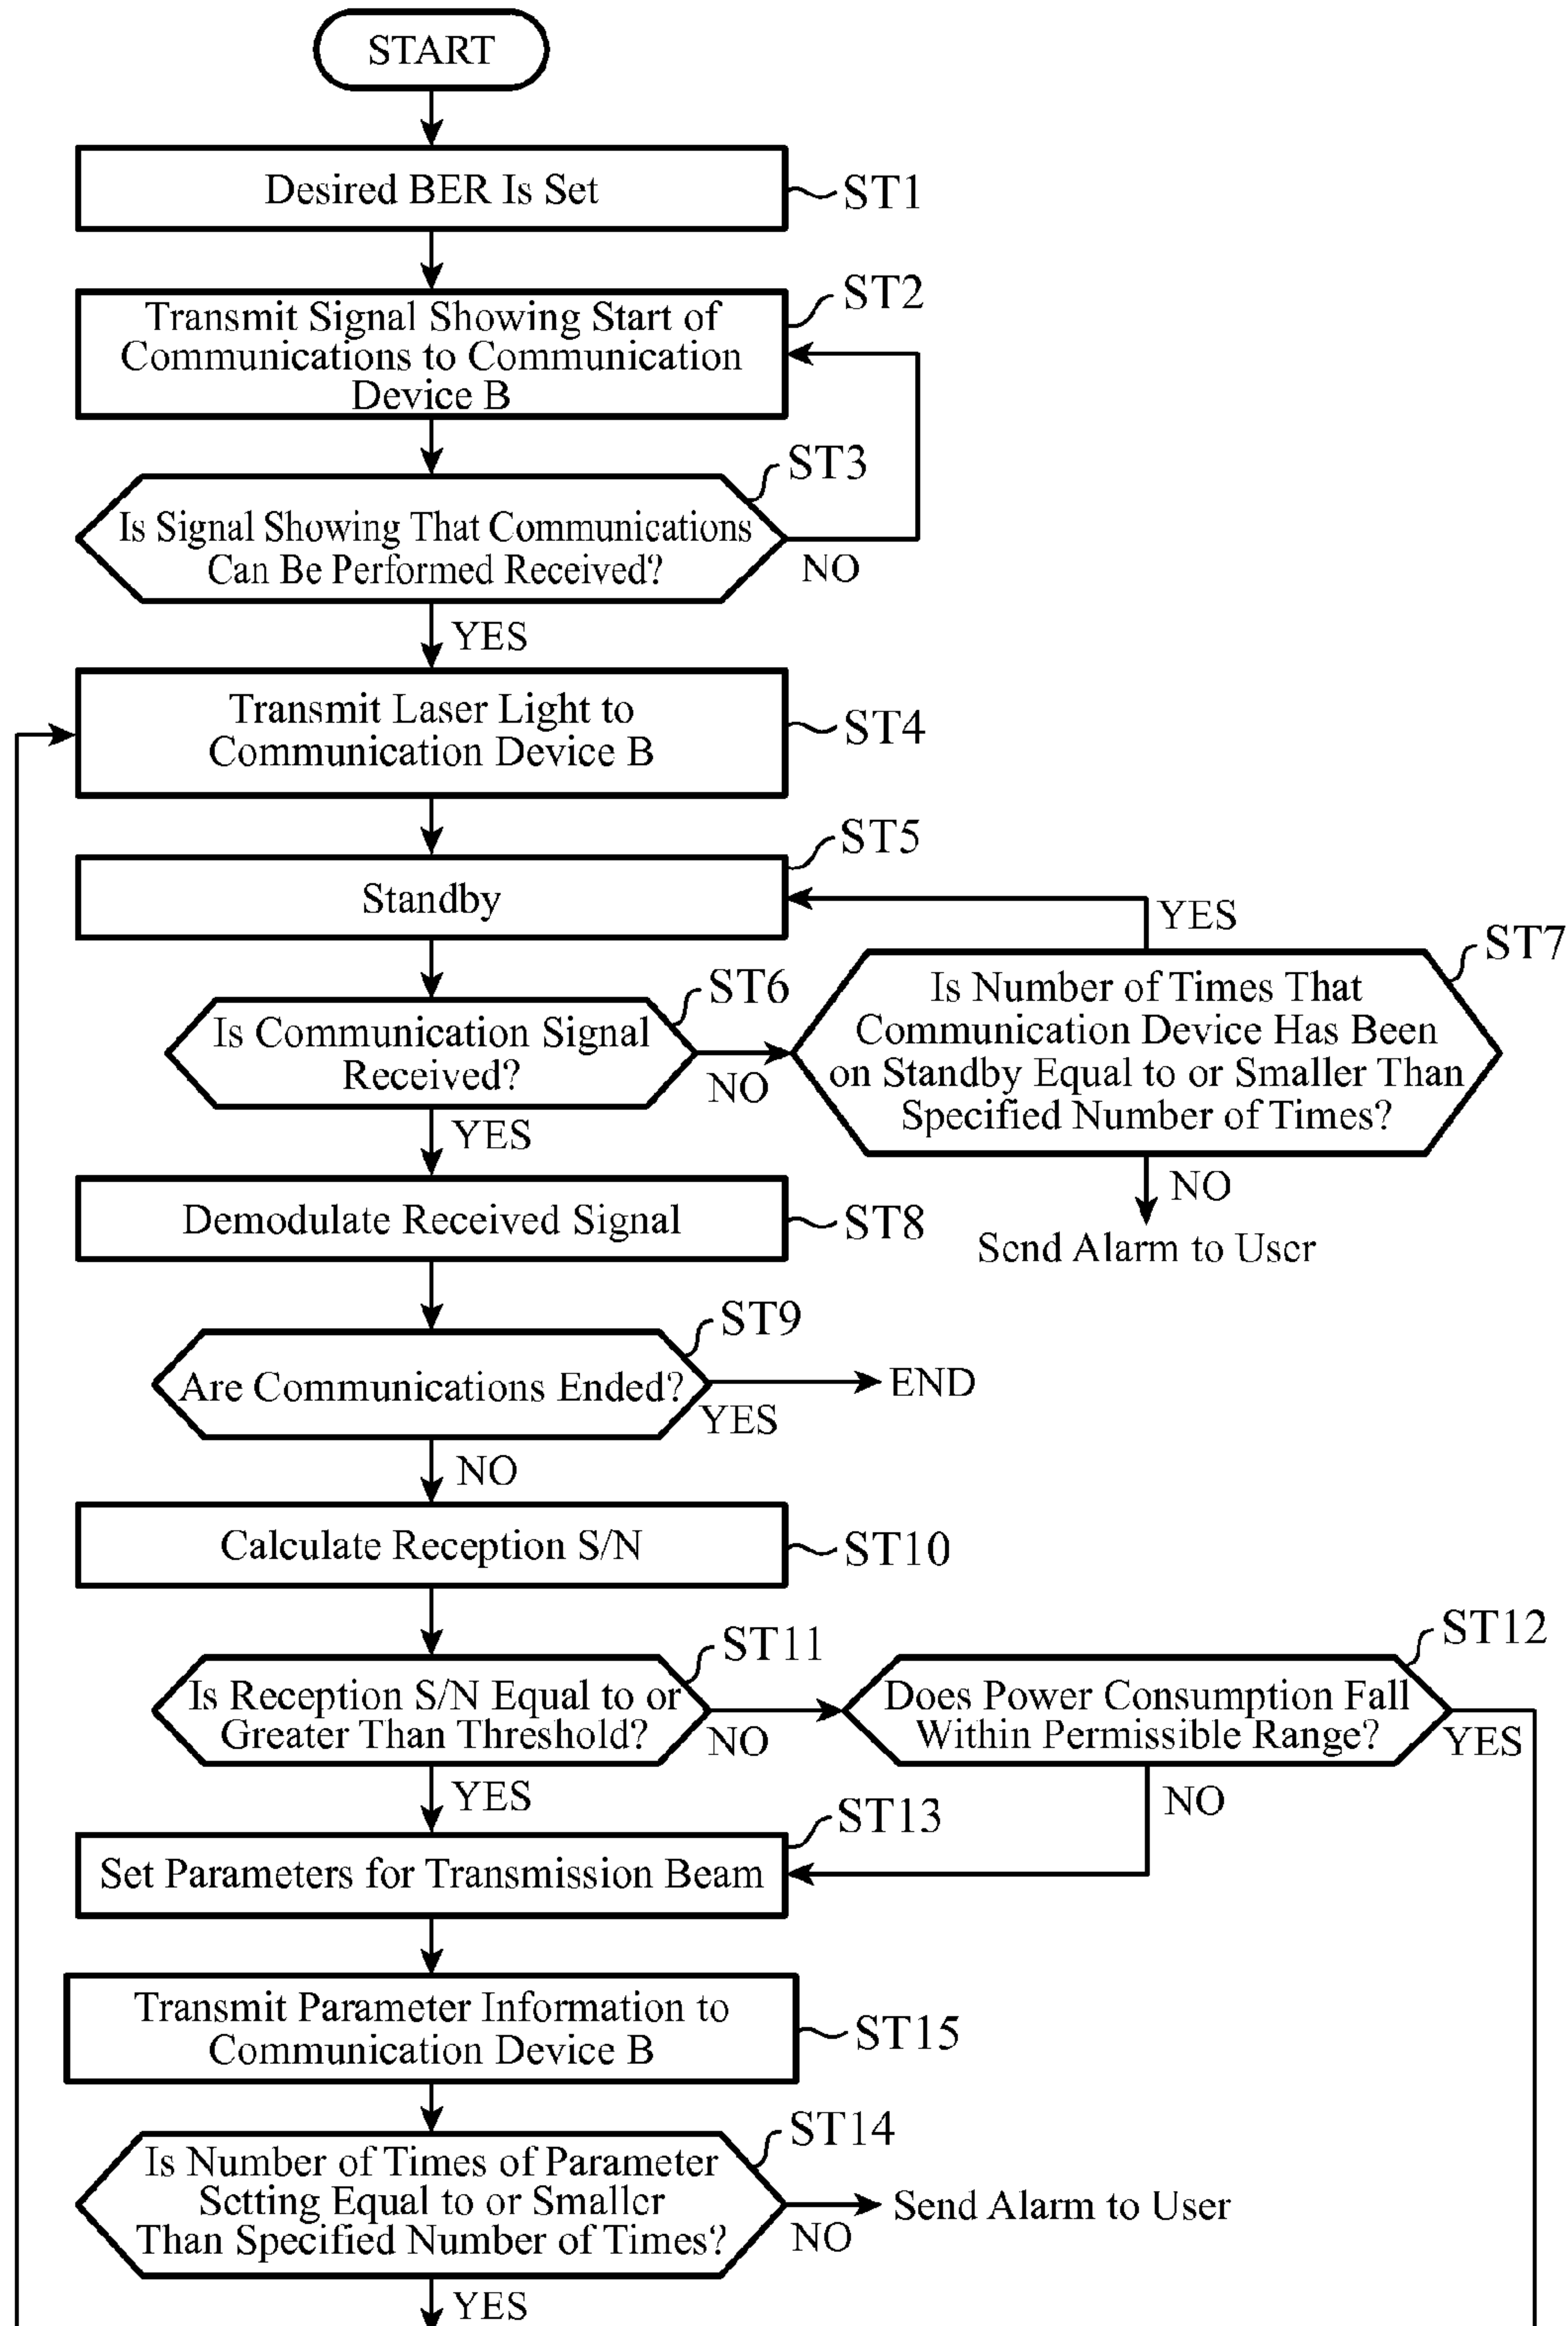 START
Desired BER Is Set
ST1
Transmit Signal Showing Start of
Communications to Communication
Device B
ST2
Is Signal Showing That Communications
Can Be Performed Received?
ST3
NO
YES
Transmit Laser Light to
Communication Device B
ST4
Standby
ST5
Is Communication Signal
Received?
ST6
NO
YES
Is Number of Times That
Communication Device Has Been
on Standby Equal to or Smaller Than
Specified Number of Times?
ST7
YES
NO
Send Alarm to User
Demodulate Received Signal
ST8
Are Communications Ended?
ST9
YES
END
NO
Calculate Reception S/N
ST10
Is Reception S/N Equal to or
Greater Than Threshold?
ST11
NO
YES
Does Power Consumption Fall
Within Permissible Range?
ST12
YES
NO
Set Parameters for Transmission Beam
ST13
Transmit Parameter Information to
Communication Device B
ST15
Is Number of Times of Parameter
Setting Equal to or Smaller
Than Specified Number of Times?
ST14
NO
Send Alarm to User
YES